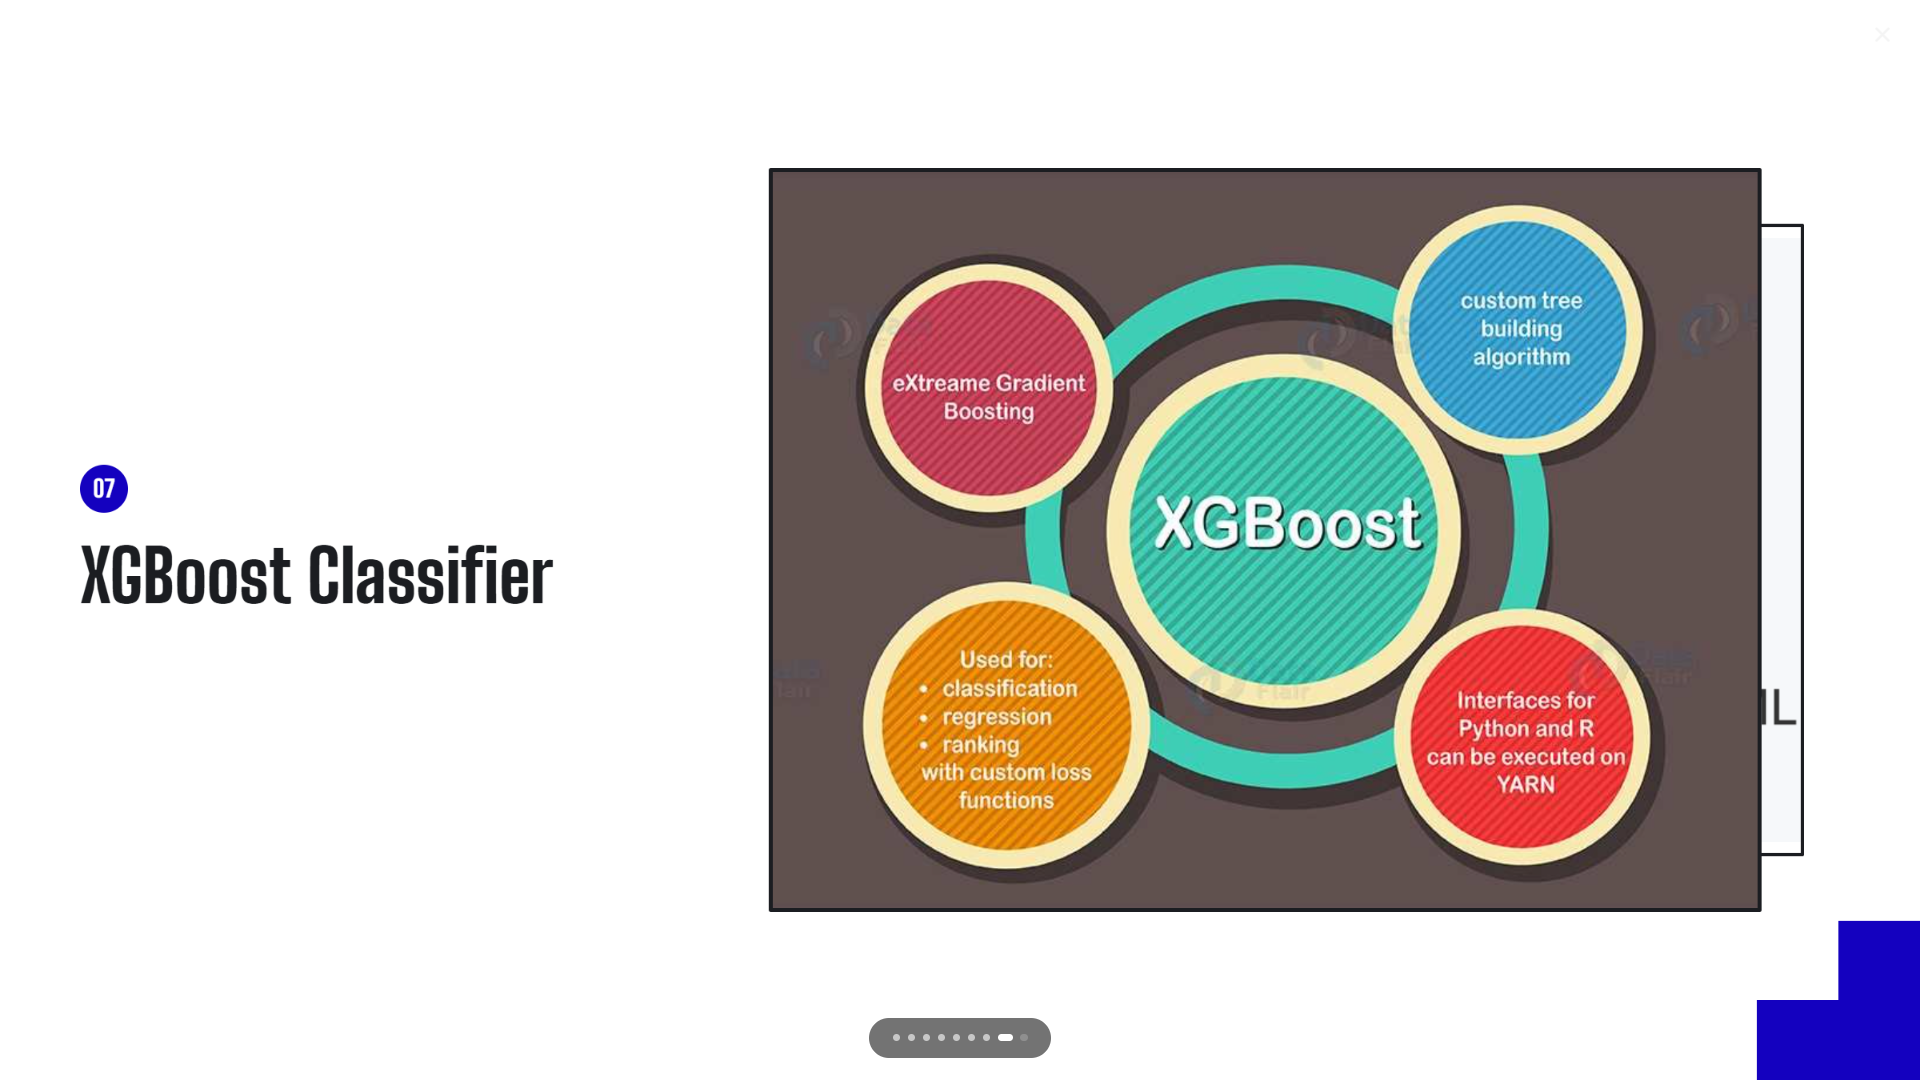 07
XGBoost Classifier
eXtreame Gradient
Boosting
custom tree
building
algorithm
XGBoost
Used for:
• classification
• regression
• ranking
with custom loss
functions
Interfaces for
Python and R
can be executed on
YARN
Flair